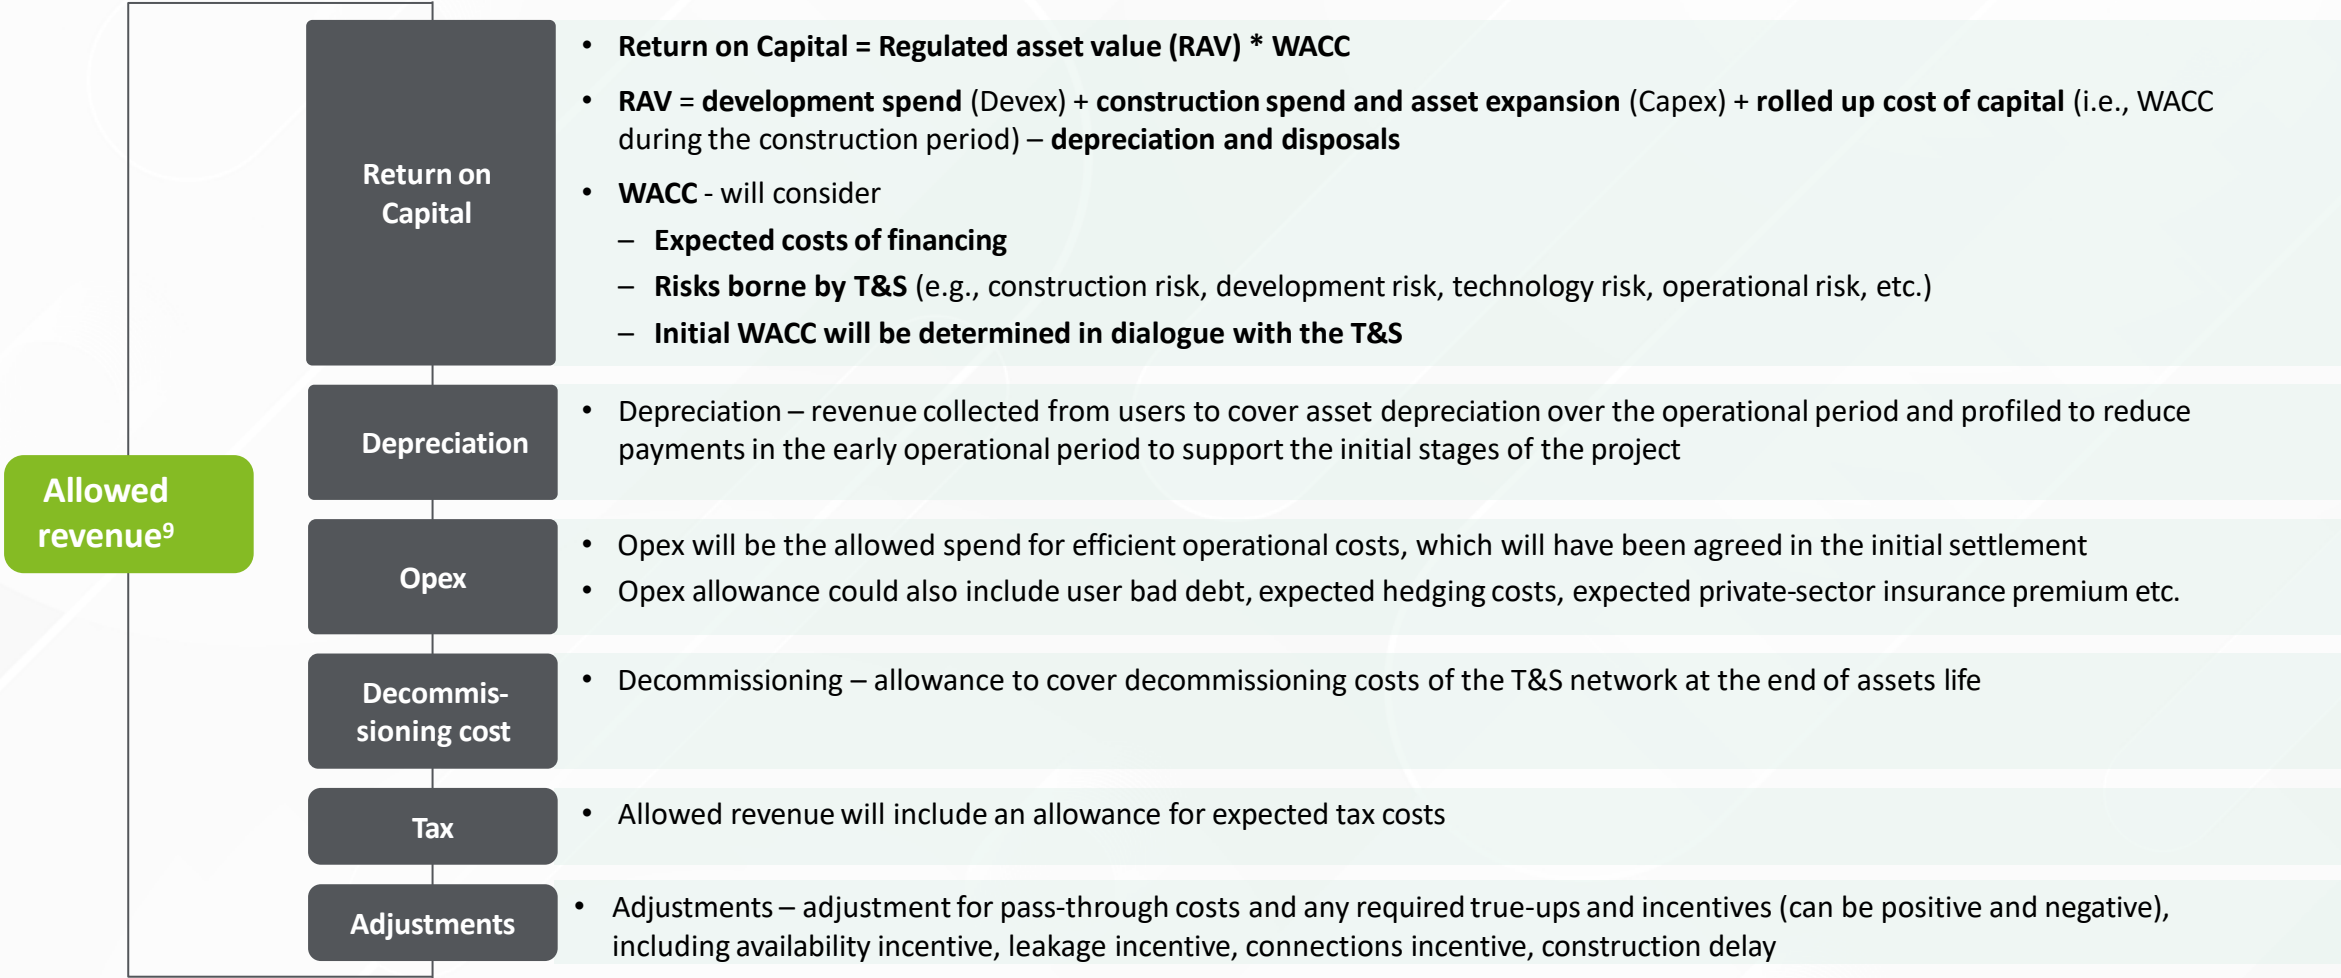 Allowed
revenue⁹
Return on
Capital
• Return on Capital = Regulated asset value (RAV) * WACC
• RAV = development spend (Devex) + construction spend and asset expansion (Capex) + rolled up cost of capital (i.e., WACC
during the construction period) – depreciation and disposals
• WACC - will consider
– Expected costs of financing
– Risks borne by T&S (e.g., construction risk, development risk, technology risk, operational risk, etc.)
– Initial WACC will be determined in dialogue with the T&S
Depreciation
• Depreciation – revenue collected from users to cover asset depreciation over the operational period and profiled to reduce
payments in the early operational period to support the initial stages of the project
Opex
• Opex will be the allowed spend for efficient operational costs, which will have been agreed in the initial settlement
• Opex allowance could also include user bad debt, expected hedging costs, expected private-sector insurance premium etc.
Decommis-
sioning cost
• Decommissioning – allowance to cover decommissioning costs of the T&S network at the end of assets life
Tax
• Allowed revenue will include an allowance for expected tax costs
Adjustments
• Adjustments – adjustment for pass-through costs and any required true-ups and incentives (can be positive and negative),
including availability incentive, leakage incentive, connections incentive, construction delay